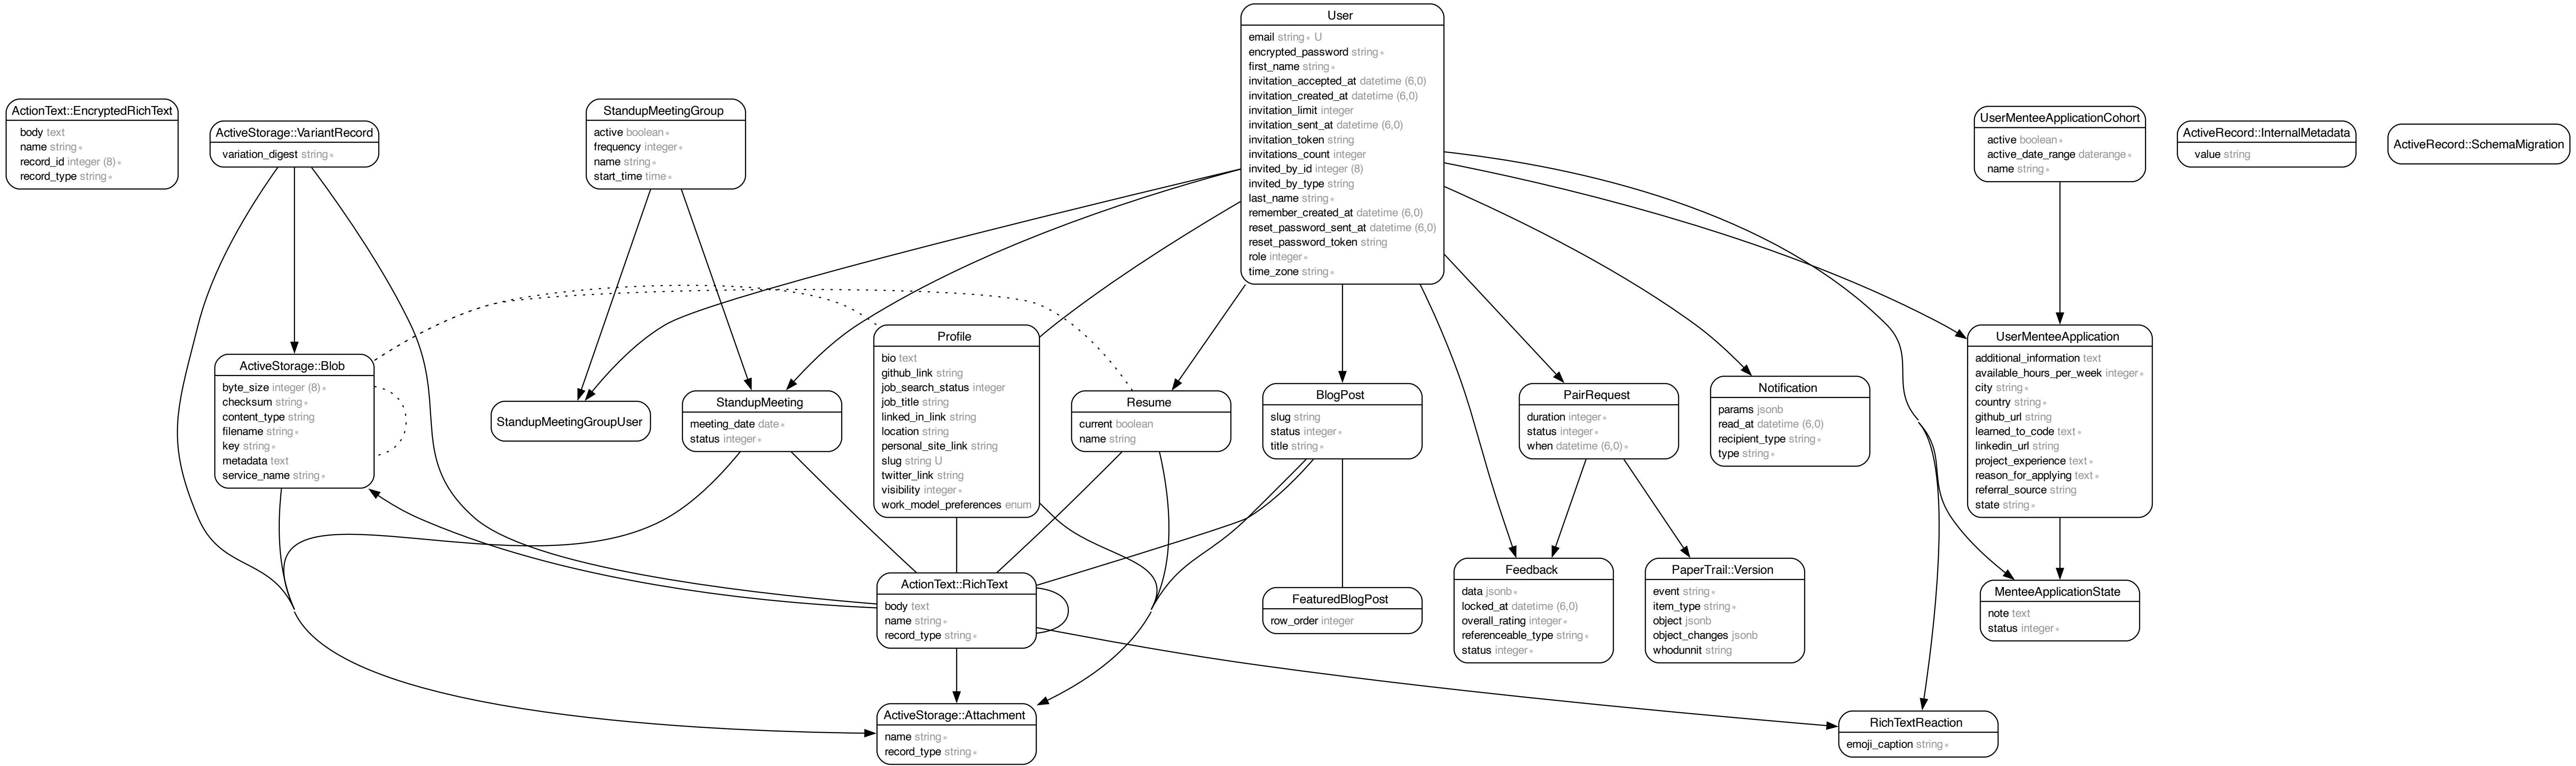 User
email string∗ U
encrypted_password string∗
first_name string∗
invitation_accepted_at datetime (6,0)
invitation_created_at datetime (6,0)
invitation_limit integer
invitation_sent_at datetime (6,0)
invitation_token string
invitations_count integer
invited_by_id integer (8)
invited_by_type string
last_name string∗
remember_created_at datetime (6,0)
reset_password_sent_at datetime (6,0)
reset_password_token string
role integer∗
time_zone string∗
ActionText::EncryptedRichText
body text
name string∗
record_id integer (8)∗
record_type string∗
ActiveStorage::VariantRecord
variation_digest string∗
StandupMeetingGroup
active boolean∗
frequency integer∗
name string∗
start_time time∗
UserMenteeApplicationCohort
active boolean∗
active_date_range daterange∗
name string∗
ActiveRecord::InternalMetadata
value string
ActiveRecord::SchemaMigration
ActiveStorage::Blob
byte_size integer (8)∗
checksum string∗
content_type string
filename string∗
key string∗
metadata text
service_name string∗
StandupMeetingGroupUser
StandupMeeting
meeting_date date∗
status integer∗
Profile
bio text
github_link string
job_search_status integer
job_title string
linked_in_link string
location string
personal_site_link string
slug string U
twitter_link string
visibility integer∗
work_model_preferences enum
Resume
current boolean
name string
BlogPost
slug string
status integer∗
title string∗
PairRequest
duration integer∗
status integer∗
when datetime (6,0)∗
Notification
params jsonb
read_at datetime (6,0)
recipient_type string∗
type string∗
UserMenteeApplication
additional_information text
available_hours_per_week integer∗
city string∗
country string∗
github_url string
learned_to_code text∗
linkedin_url string
project_experience text∗
reason_for_applying text∗
referral_source string
state string∗
ActionText::RichText
body text
name string∗
record_type string∗
FeaturedBlogPost
row_order integer
Feedback
data jsonb∗
locked_at datetime (6,0)
overall_rating integer∗
referenceable_type string∗
status integer∗
PaperTrail::Version
event string∗
item_type string∗
object jsonb
object_changes jsonb
whodunnit string
MenteeApplicationState
note text
status integer∗
ActiveStorage::Attachment
name string∗
record_type string∗
RichTextReaction
emoji_caption string∗